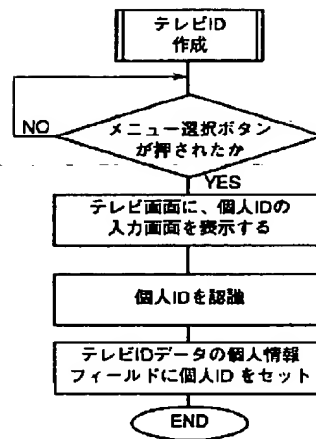 テレビID
作成
NO
メニュー選択ボタン
が押されたか
YES
テレビ画面に、個人IDの
入力画面を表示する
個人IDを認識
テレビIDデータの個人情報
フィールドに個人IDをセット
END